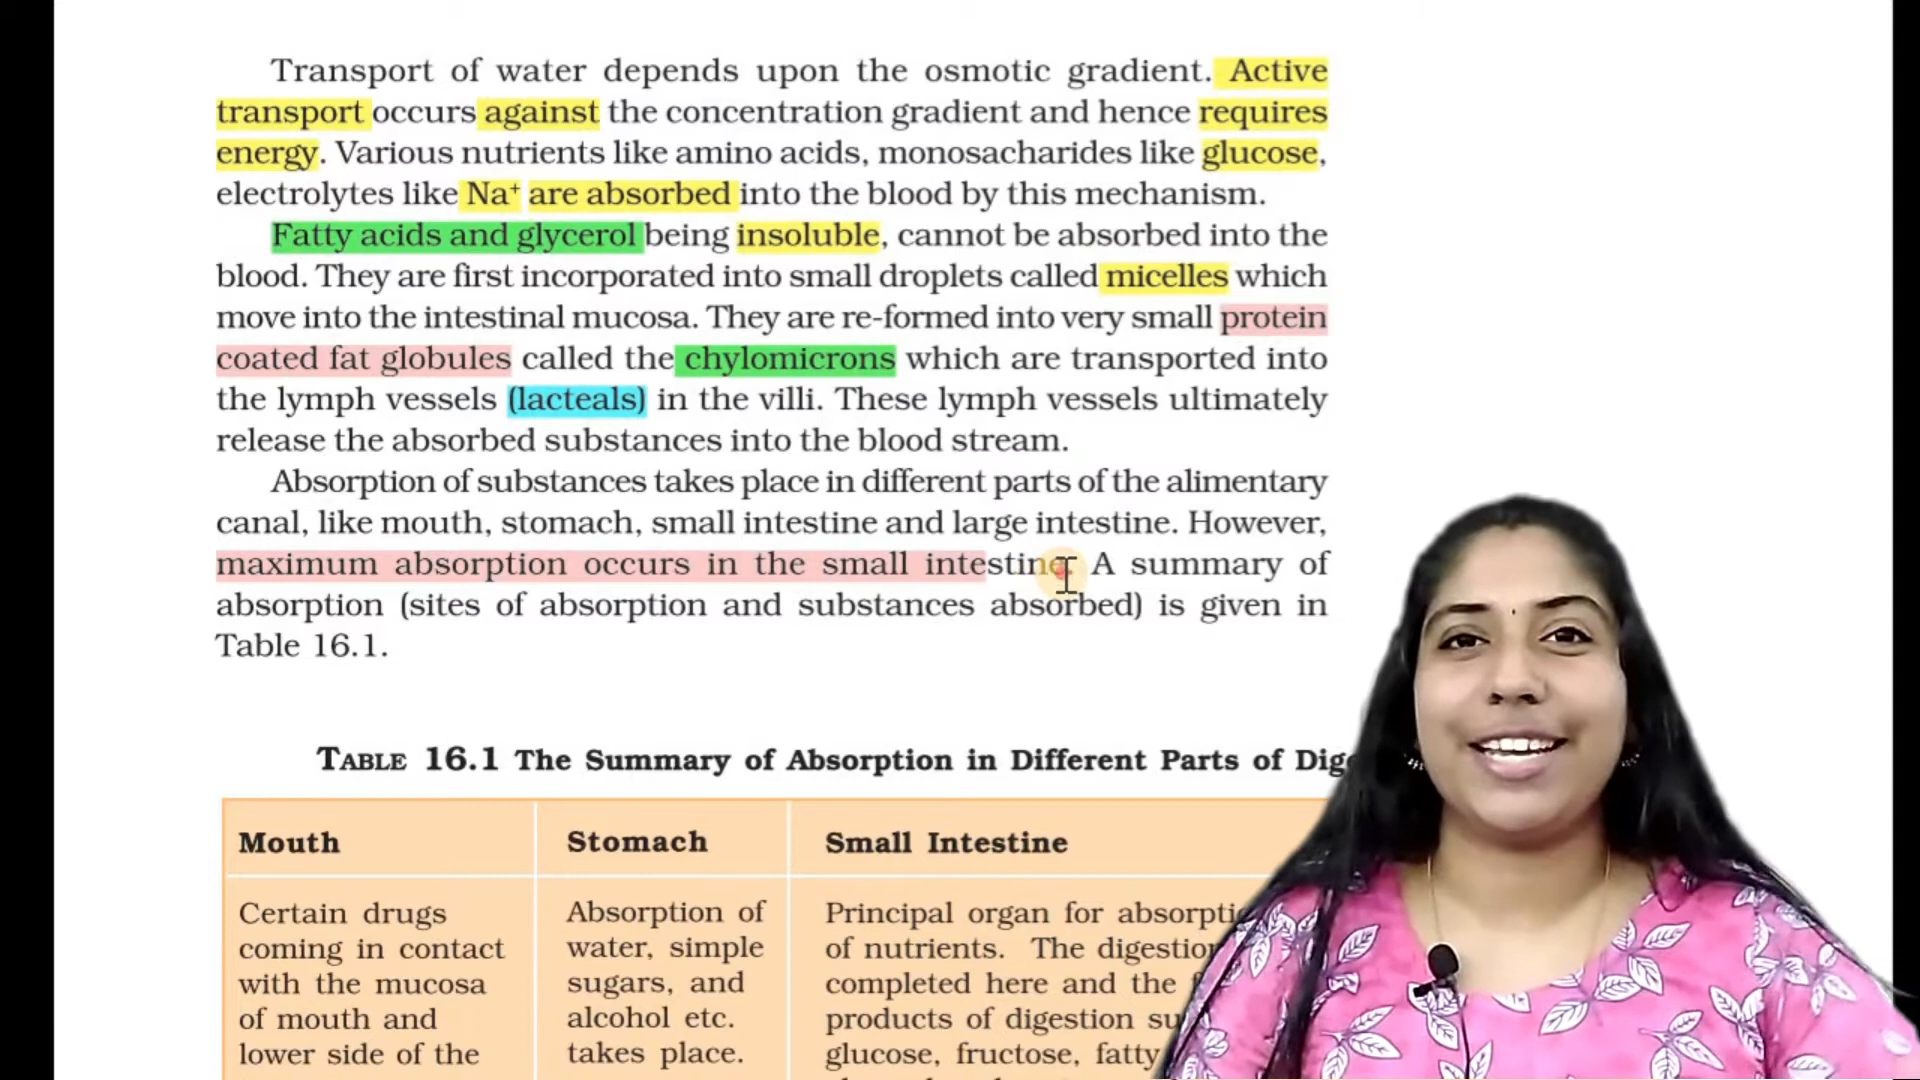 Transport of water depends upon the osmotic gradient. Active
transport occurs against the concentration gradient and hence requires
energy. Various nutrients like amino acids, monosacharides like glucose,
electrolytes like Na⁺ are absorbed into the blood by this mechanism.
Fatty acids and glycerol being insoluble, cannot be absorbed into the
blood. They are first incorporated into small droplets called micelles which
move into the intestinal mucosa. They are re-formed into very small protein
coated fat globules called the chylomicrons which are transported into
the lymph vessels (lacteals) in the villi. These lymph vessels ultimately
release the absorbed substances into the blood stream.
Absorption of substances takes place in different parts of the alimentary
canal, like mouth, stomach, small intestine and large intestine. However,
maximum absorption occurs in the small intestine. A summary of
absorption (sites of absorption and substances absorbed) is given in
Table 16.1.
TABLE 16.1 The Summary of Absorption in Different Parts of
Mouth
Certain drugs
coming in contact
with the mucosa
of mouth and
lower side of the
Stomach
Absorption of
water, simple
sugars, and
alcohol etc.
takes place.
Small Intestine
Principal organ for
of nutrients. The
completed here and the
products of digestion
glucose, fructose, fatty